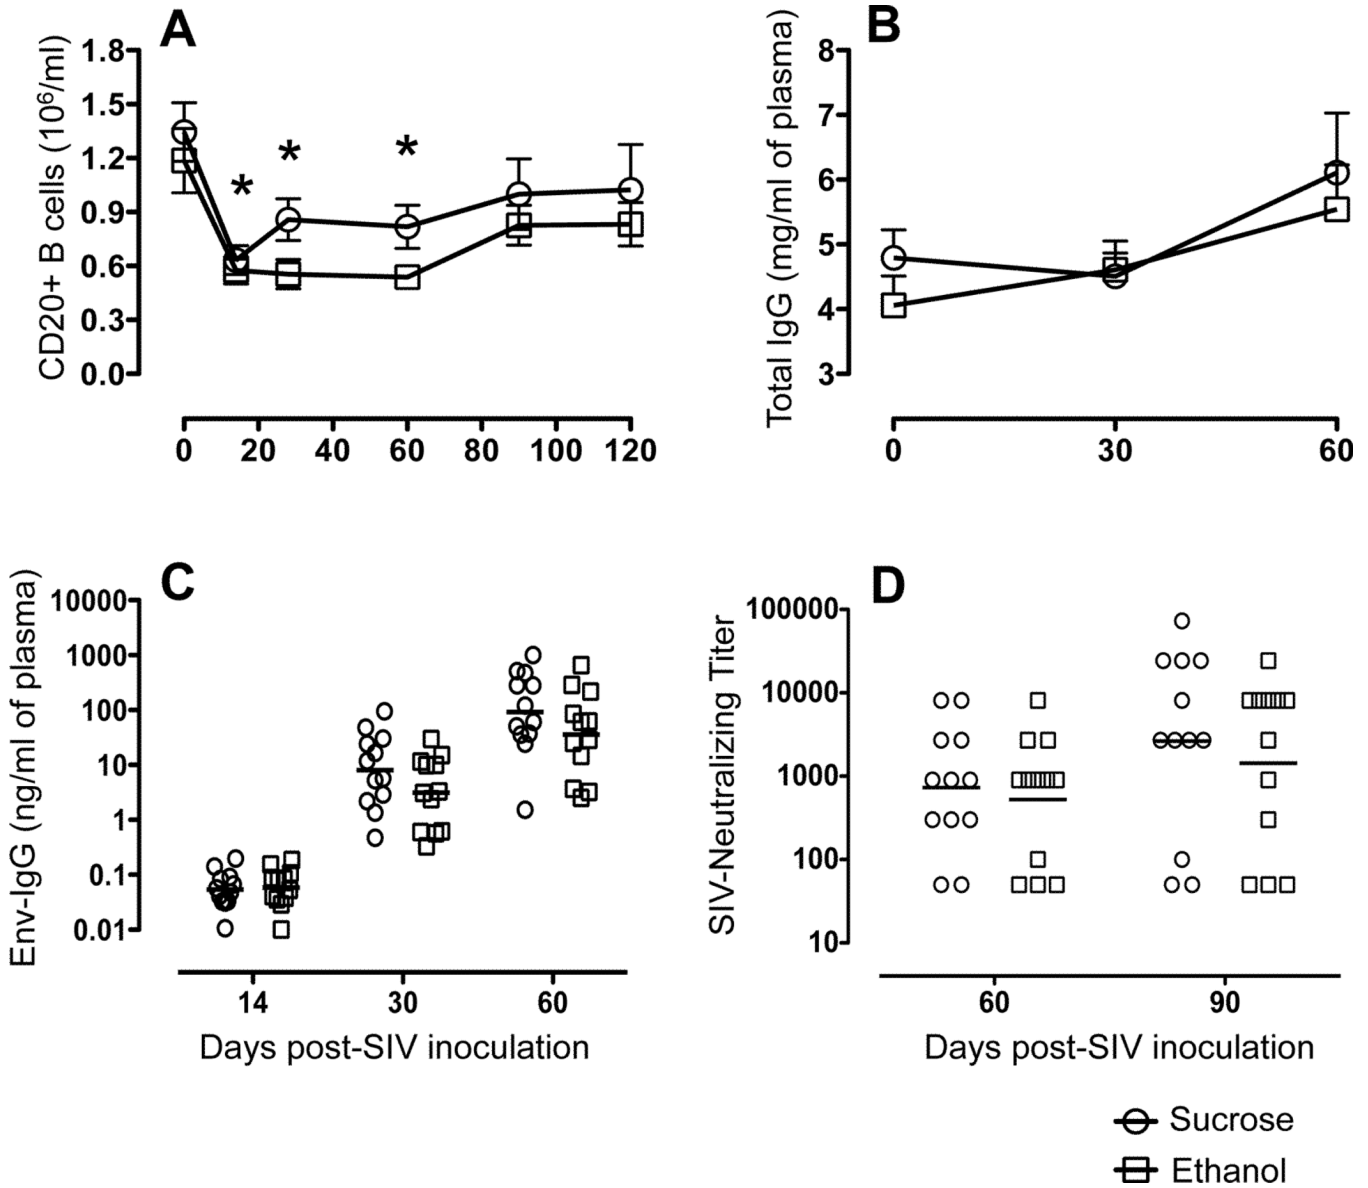 A
CD20+ B cells (10⁶/ml)
1.8
1.5
1.2
0.9
0.6
0.3
0.0
* * *
0 20 40 60 80 100 120
B
Total IgG (mg/ml of plasma)
8
7
6
5
4
3
0 30 60
C
Env-IgG (ng/ml of plasma)
10000
1000
100
10
1
0.1
0.01
14 30 60
Days post-SIV inoculation
D
SIV-Neutralizing Titer
100000
10000
1000
100
10
60 90
Days post-SIV inoculation
Sucrose
Ethanol